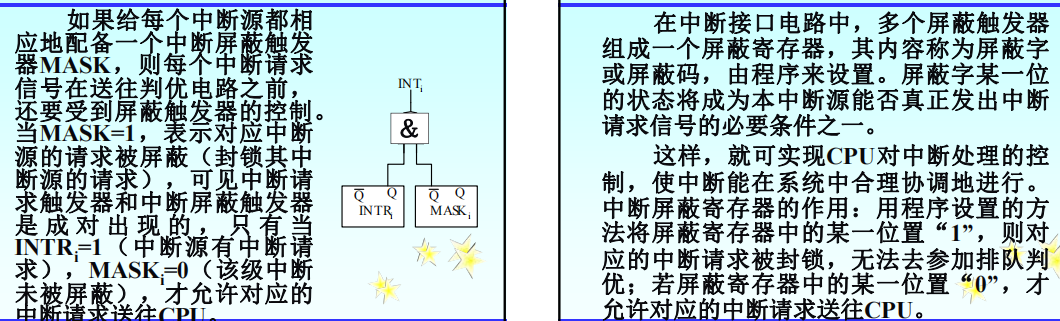 如果给每个中断源都相
应地配备一个中断屏蔽触发
器MASK，则每个中断请求
信号在送往判优电路之前，
还要受到屏蔽触发器的控制。
当MASK=1，表示对应中断
源的请求被屏蔽（封锁其中
断源的请求），可见中断请
求触发器和中断屏蔽触发器
是成对出现的，只有当
INTRi=1（中断源有中断请
求），MASKi=0（该级中断
未被屏蔽），才允许对应的
中断请求送往CPU。
INTi
&
Q̅ Q
INTRi
Q̅ Q
MASKi
在中断接口电路中，多个屏蔽触发器
组成一个屏蔽寄存器，其内容称为屏蔽字
或屏蔽码，由程序来设置。屏蔽字某一位
的状态将成为本中断源能否真正发出中断
请求信号的必要条件之一。
这样，就可实现CPU对中断处理的控
制，使中断能在系统中合理协调地进行。
中断屏蔽寄存器的作用：用程序设置的方
法将屏蔽寄存器中的某一位置“1”，则对
应的中断请求被封锁，无法去参加排队判
优；若屏蔽寄存器中的某一位置“0”，才
允许对应的中断请求送往CPU。